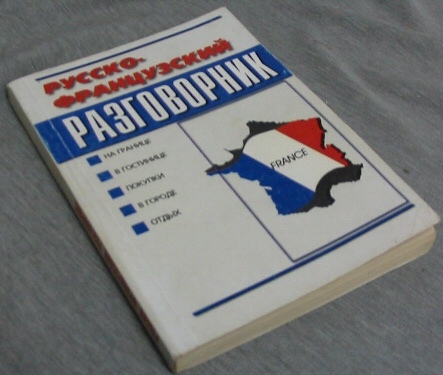 РУССКО-
ФРАНЦУЗСКИЙ
РАЗГОВОРНИК
НА ГРАНИЦЕ
В ГОСТИНИЦЕ
ПОКУПКИ
В ГОРОДЕ
ОТДЫХ
FRANCE